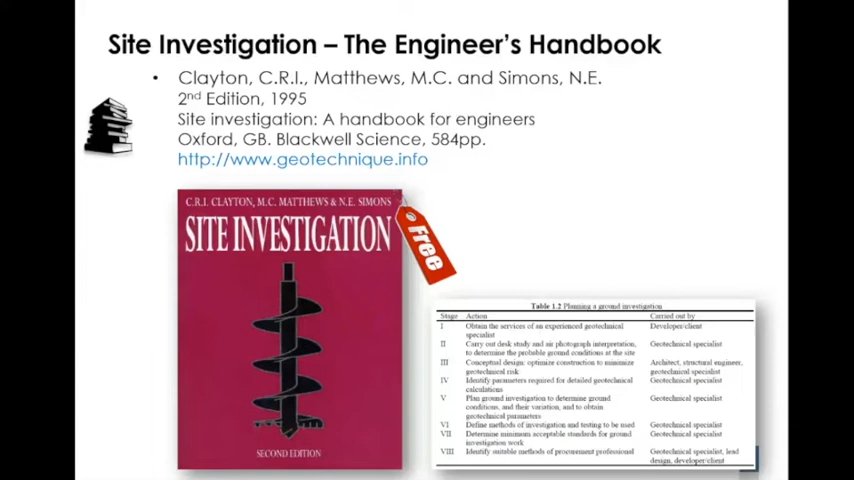 Site Investigation – The Engineer's Handbook
• Clayton, C.R.I., Matthews, M.C. and Simons, N.E.
2nd Edition, 1995
Site investigation: A handbook for engineers
Oxford, GB. Blackwell Science, 584pp.
http://www.geotechnique.info
C.R.I. CLAYTON, M.C. MATTHEWS & N.E. SIMONS
SITE INVESTIGATION
Free
SECOND EDITION
Table 1.2 Planning a ground investigation
Stage Action Carried out by
I Obtain the services of an experienced geotechnical Developer/client
specialist
II Carry out desk study and air photograph interpretation, Geotechnical specialist
to determine the probable ground conditions at the site
III Conceptual design: optimize construction to minimize Architect, structural engineer,
geotechnical risk geotechnical specialist
IV Identify parameters required for detailed geotechnical Geotechnical specialist
calculations
V Plan ground investigation to determine ground Geotechnical specialist
conditions, and their variation, and to obtain
geotechnical parameters
VI Define methods of investigation and testing to be used Geotechnical specialist
VII Determine minimum acceptable standards for ground Geotechnical specialist
investigation work
VIII Identify suitable methods of procurement professional Geotechnical specialist, lead
design, developer/client